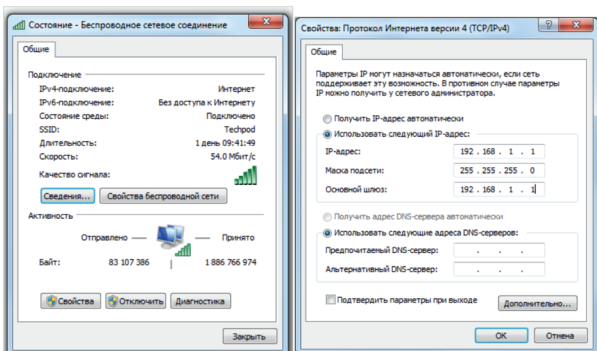 Состояние - Беспроводное сетевое соединение
Общие
Подключение
IPv4-подключение: Интернет
IPv6-подключение: Без доступа к Интернету
Состояние среды: Подключено
SSID: Techpod
Длительность: 1 день 09:41:49
Скорость: 54.0 Мбит/с
Качество сигнала:
Сведения... Свойства беспроводной сети
Активность
Отправлено Принято
Байт: 83 107 386 1 886 766 974
Свойства Отключить Диагностика
Закрыть
Свойства: Протокол Интернета версии 4 (TCP/IPv4)
Общие
Параметры IP могут назначаться автоматически, если сеть
поддерживает эту возможность. В противном случае параметры
IP можно получить у сетевого администратора.
Получить IP-адрес автоматически
Использовать следующий IP-адрес:
IP-адрес: 192 . 168 . 1 . 1
Маска подсети: 255 . 255 . 255 . 0
Основной шлюз: 192 . 168 . 1 . 1
Получить адрес DNS-сервера автоматически
Использовать следующие адреса DNS-серверов:
Предпочитаемый DNS-сервер: . . .
Альтернативный DNS-сервер: . . .
Подтвердить параметры при выходе
Дополнительно...
ОК Отмена